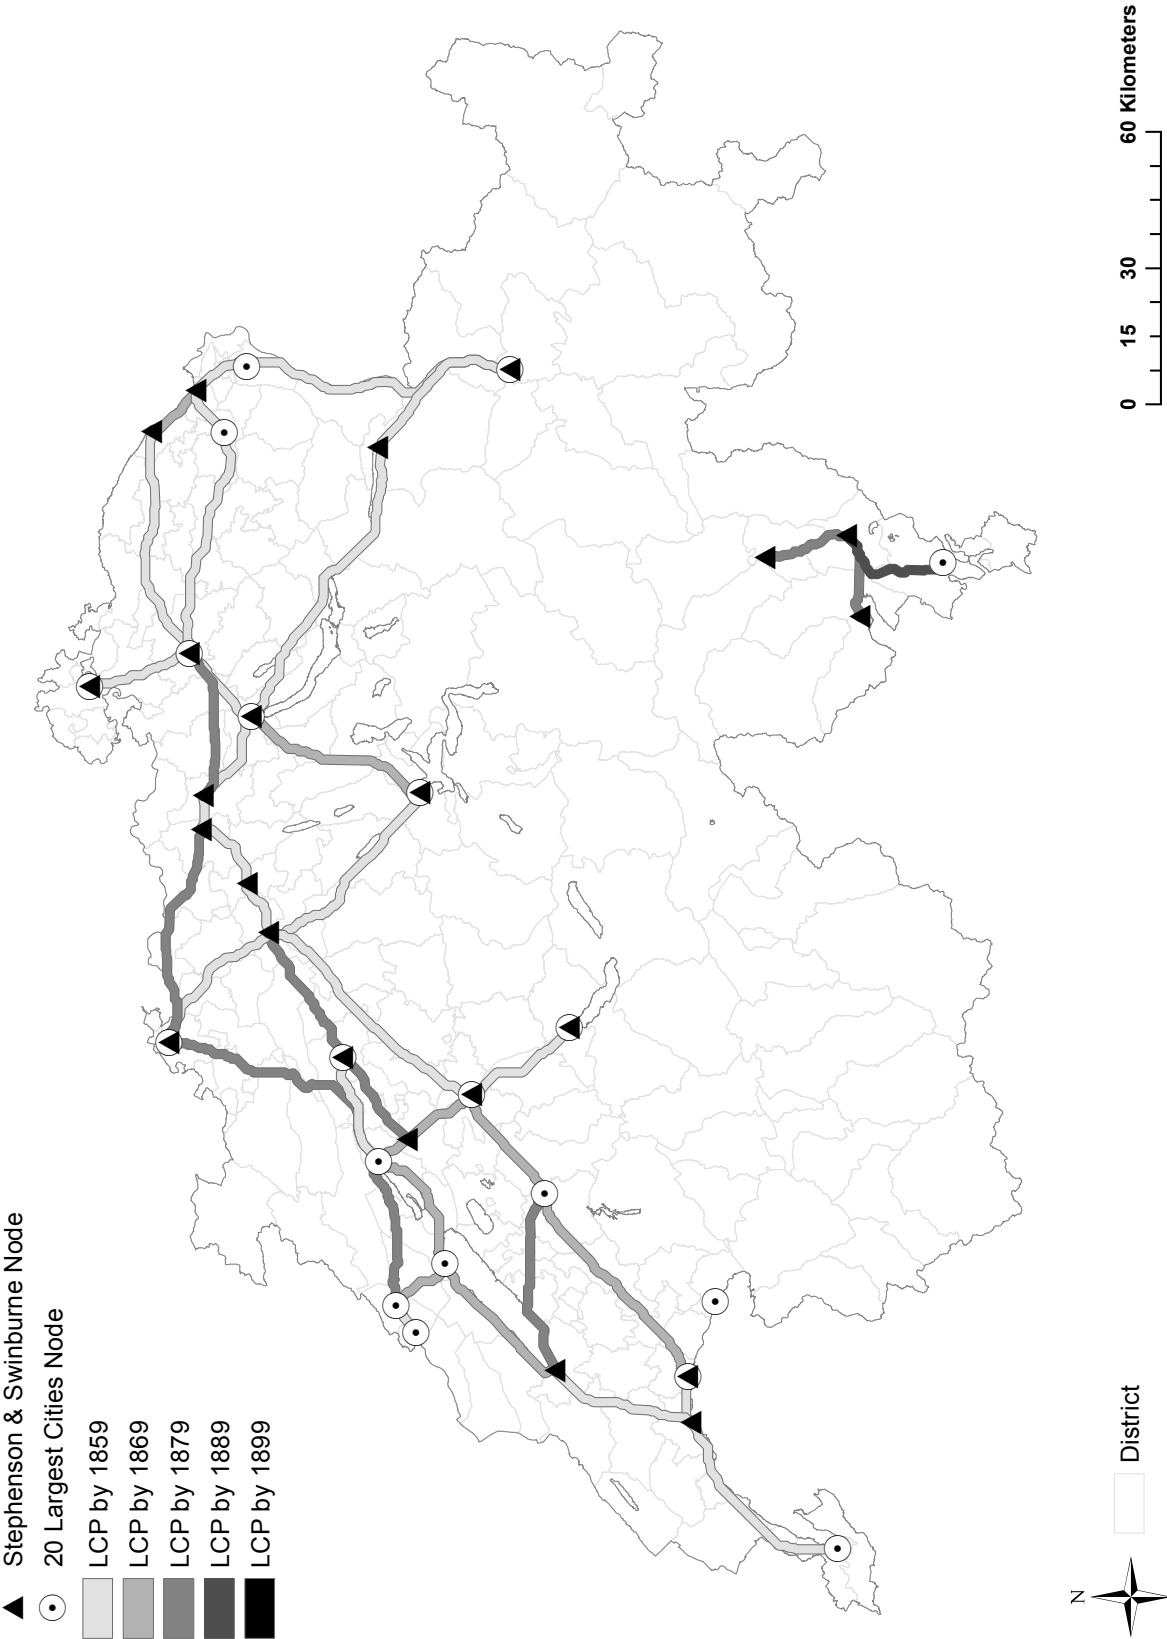 Stephenson & Swinburne Node
20 Largest Cities Node
LCP by 1859
LCP by 1869
LCP by 1879
LCP by 1889
LCP by 1899
N
District
0 15 30 60 Kilometers